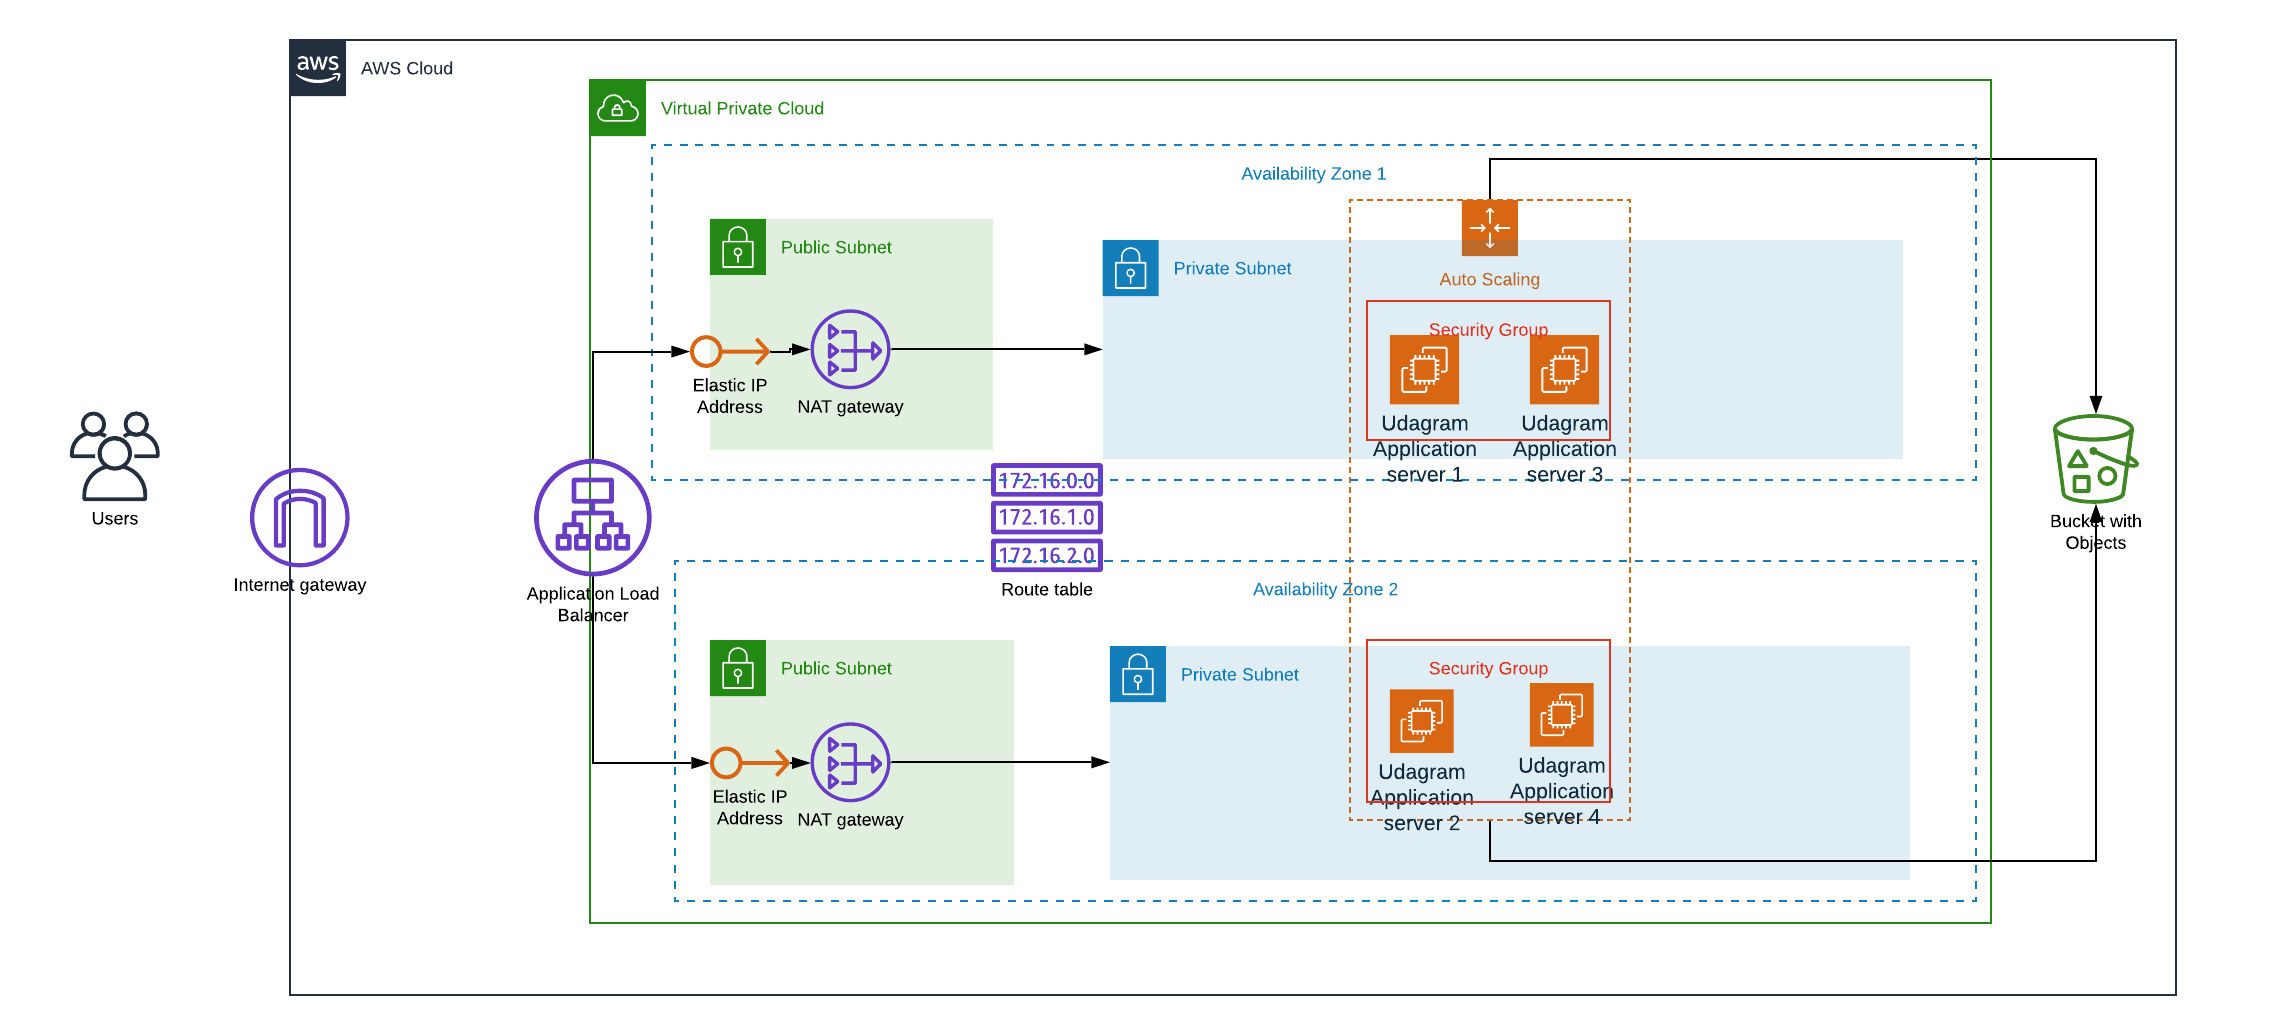 aws
AWS Cloud
Virtual Private Cloud
Availability Zone 1
Public Subnet
Private Subnet
Auto Scaling
Security Group
Elastic IP
Address
NAT gateway
Udagram
Application
server 1
Udagram
Application
server 3
Users
Internet gateway
Application Load
Balancer
172.16.0.0
172.16.1.0
172.16.2.0
Route table
Bucket with
Objects
Availability Zone 2
Public Subnet
Private Subnet
Security Group
Elastic IP
Address
NAT gateway
Udagram
Application
server 2
Udagram
Application
server 4